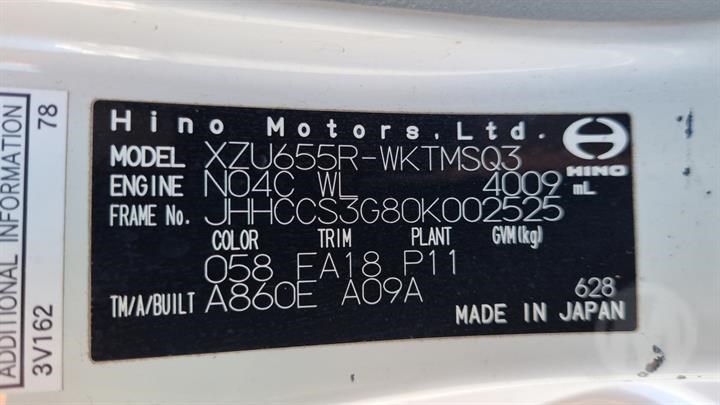 Hino Motors, Ltd.
MODEL XZU655R-WKTMSQ3
ENGINE N04C WL 4009 mL
HINO
FRAME No. JHHCCS3G80K002525
COLOR TRIM PLANT GVM(kg)
058 FA18 P11
TM/A/BUILT A860E A09A 628
MADE IN JAPAN
ADDITIONAL INFORMATION 78
3V162
M